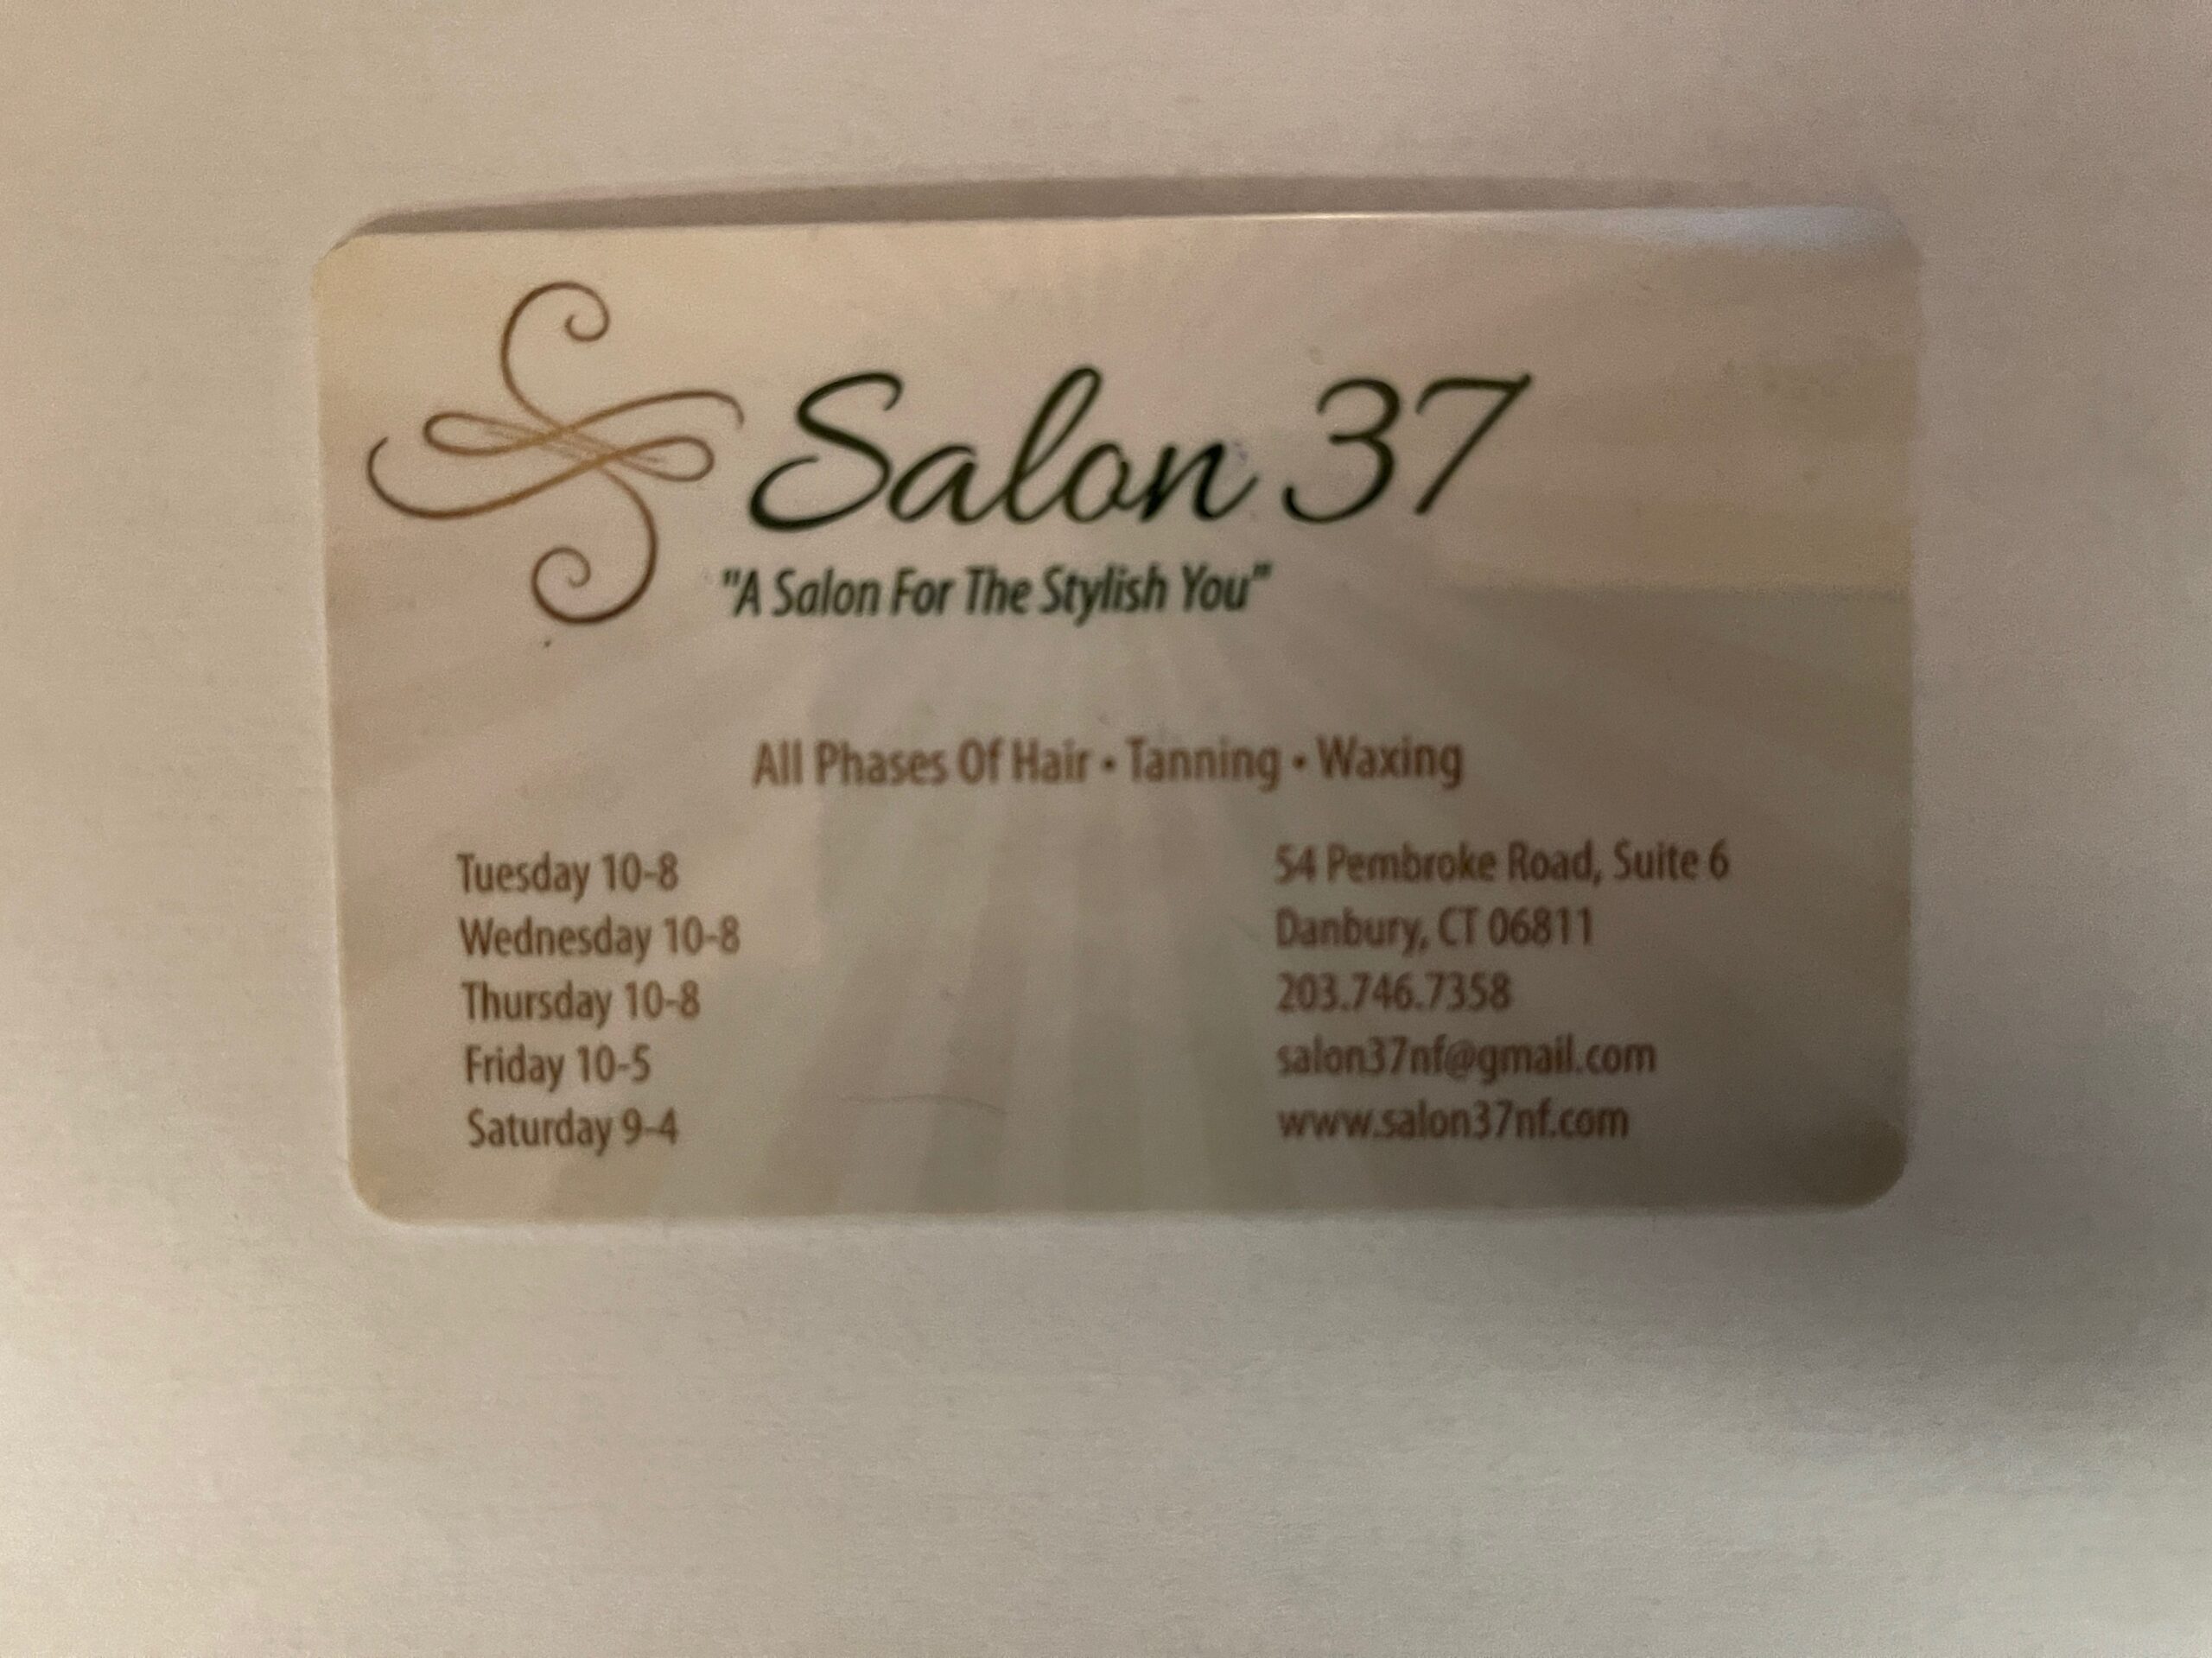 Salon 37
"A Salon For The Stylish You"
All Phases Of Hair • Tanning • Waxing
Tuesday 10-8
Wednesday 10-8
Thursday 10-8
Friday 10-5
Saturday 9-4
54 Pembroke Road, Suite 6
Danbury, CT 06811
203.746.7358
salon37nf@gmail.com
www.salon37nf.com